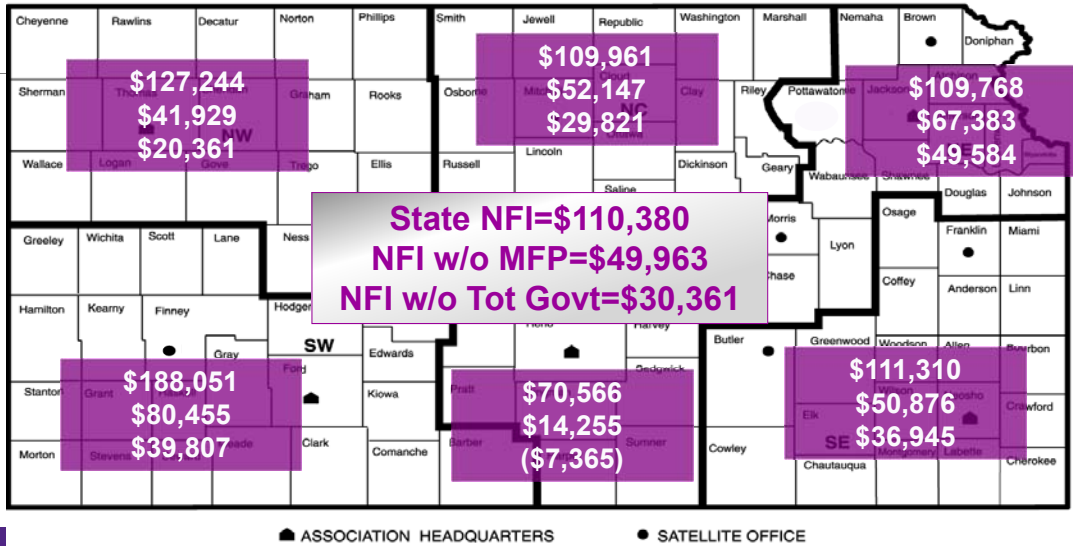 Cheyenne Rawlins Decatur Norton Phillips Smith Jewell Republic Washington Marshall Nemaha Brown
Doniphan
$127,244
$41,929
$20,361
$109,961
$52,147
$29,821
$109,768
$67,383
$49,584
Sherman Graham Rooks Osborne Clay Riley Pottawatomie Jackson
NW
NC
Wallace Logan Gove Trego Ellis Russell Lincoln Dickinson Geary Wabaunsee Shawnee
Saline Douglas Johnson
State NFI=$110,380
NFI w/o MFP=$49,963
NFI w/o Tot Govt=$30,361
Greeley Wichita Scott Lane Ness Morris Lyon Osage Franklin Miami
Chase Coffey Anderson Linn
Hamilton Kearny Finney Hodgeman
Gray SW Edwards Reno Harvey Butler Greenwood Woodson Allen Bourbon
Ford Sedgwick
$188,051
$80,455
$39,807
$70,566
$14,255
($7,365)
$111,310
$50,876
$36,945
Stanton Grant Kiowa Pratt Elk Wilson Neosho Crawford
SE
Morton Stevens Meade Clark Comanche Barber Sumner Cowley Chautauqua Montgomery Labette Cherokee
ASSOCIATION HEADQUARTERS SATELLITE OFFICE